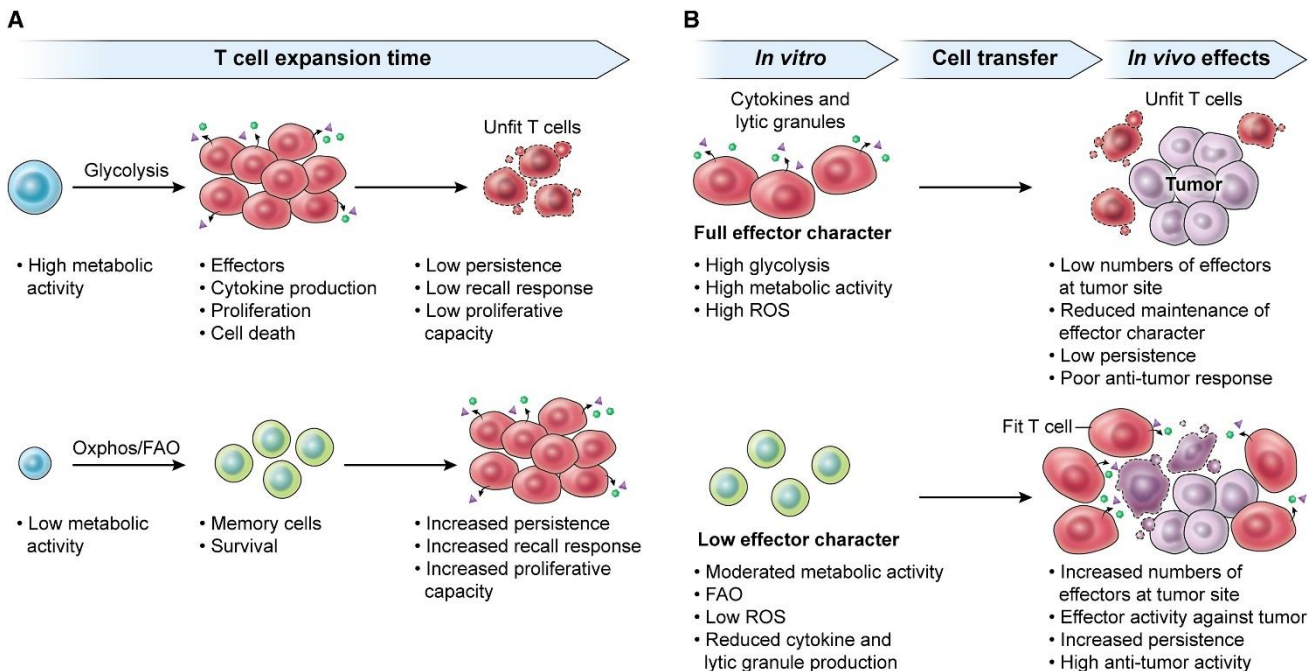 A
T cell expansion time
Glycolysis
Unfit T cells
• High metabolic
activity
• Effectors
• Cytokine production
• Proliferation
• Cell death
• Low persistence
• Low recall response
• Low proliferative
capacity
Oxphos/FAO
• Low metabolic
activity
• Memory cells
• Survival
• Increased persistence
• Increased recall response
• Increased proliferative
capacity
B
In vitro
Cell transfer
In vivo effects
Cytokines and
lytic granules
Unfit T cells
Tumor
Full effector character
• High glycolysis
• High metabolic activity
• High ROS
• Low numbers of effectors
at tumor site
• Reduced maintenance of
effector character
• Low persistence
• Poor anti-tumor response
Fit T cell
Low effector character
• Moderated metabolic activity
• FAO
• Low ROS
• Reduced cytokine and
lytic granule production
• Increased numbers of
effectors at tumor site
• Effector activity against tumor
• Increased persistence
• High anti-tumor activity